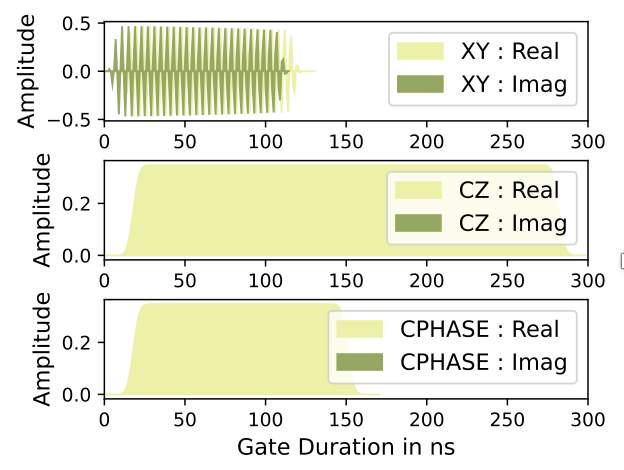 Amplitude
0.5
0.0
−0.5
XY : Real
XY : Imag
0 50 100 150 200 250 300
Amplitude
0.2
0.0
CZ : Real
CZ : Imag
0 50 100 150 200 250 300
Amplitude
0.2
0.0
CPHASE : Real
CPHASE : Imag
0 50 100 150 200 250 300
Gate Duration in ns